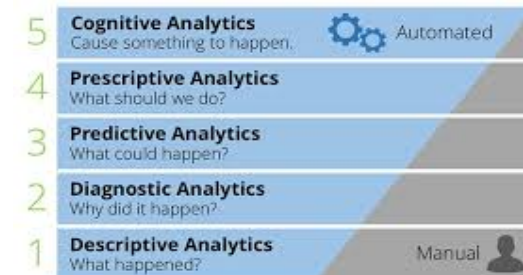 5
Cognitive Analytics
Cause something to happen.
Automated
4
Prescriptive Analytics
What should we do?
3
Predictive Analytics
What could happen?
2
Diagnostic Analytics
Why did it happen?
1
Descriptive Analytics
What happened?
Manual